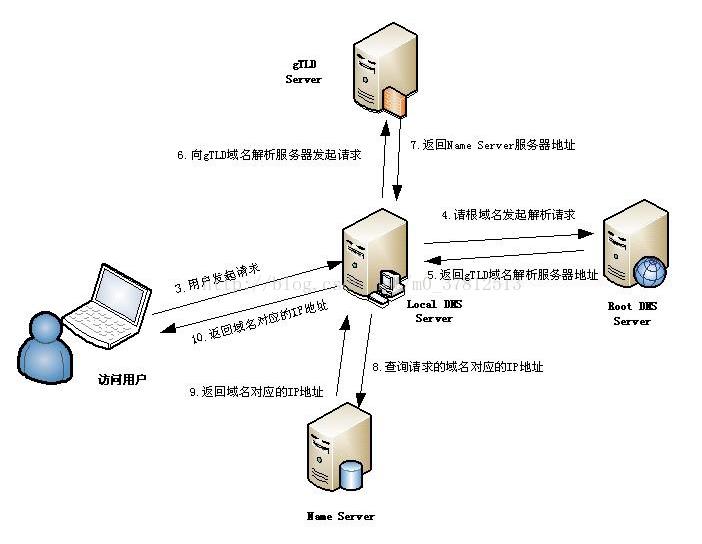 gTLD
Server
6.向gTLD域名解析服务器发起请求
7.返回Name Server服务器地址
4.请根域名发起解析请求
3.用户发起请求
5.返回gTLD域名解析服务器地址
10.返回域名对应的IP地址
Local DNS
Server
Root DNS
Server
访问用户
8.查询请求的域名对应的IP地址
9.返回域名对应的IP地址
Name Server